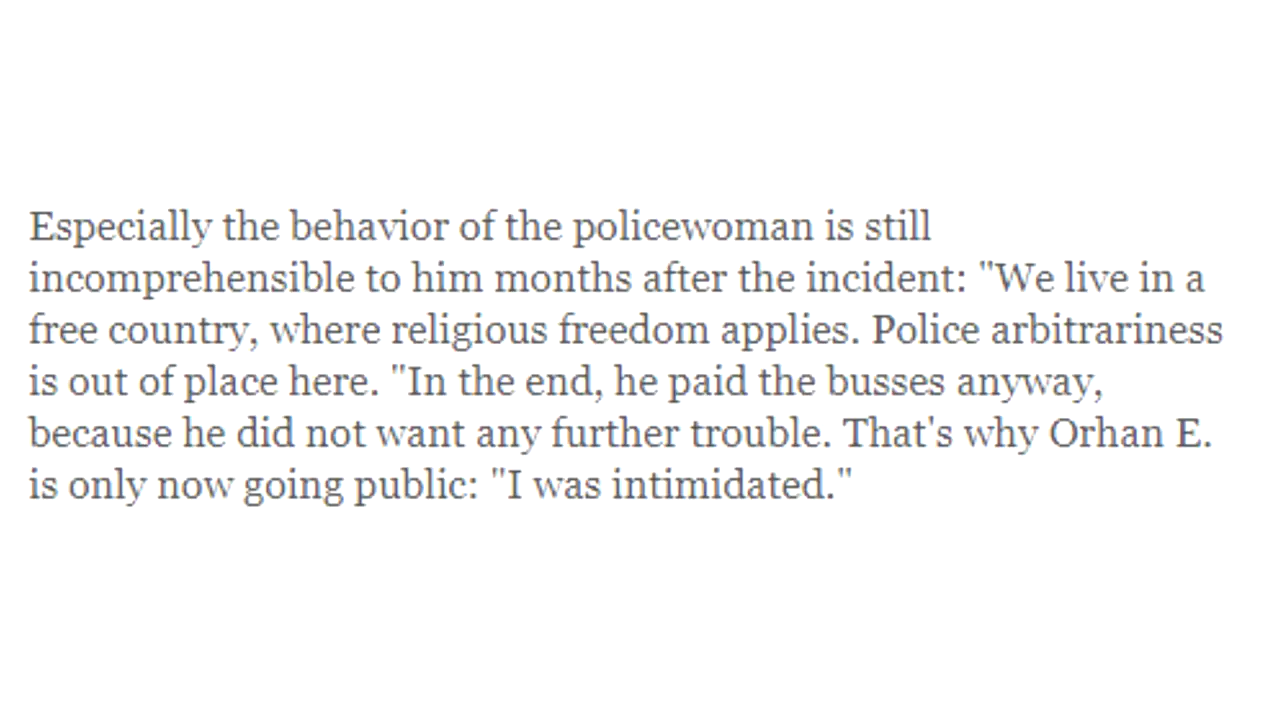 Especially the behavior of the policewoman is still
incomprehensible to him months after the incident: "We live in a
free country, where religious freedom applies. Police arbitrariness
is out of place here. "In the end, he paid the busses anyway,
because he did not want any further trouble. That's why Orhan E.
is only now going public: "I was intimidated."